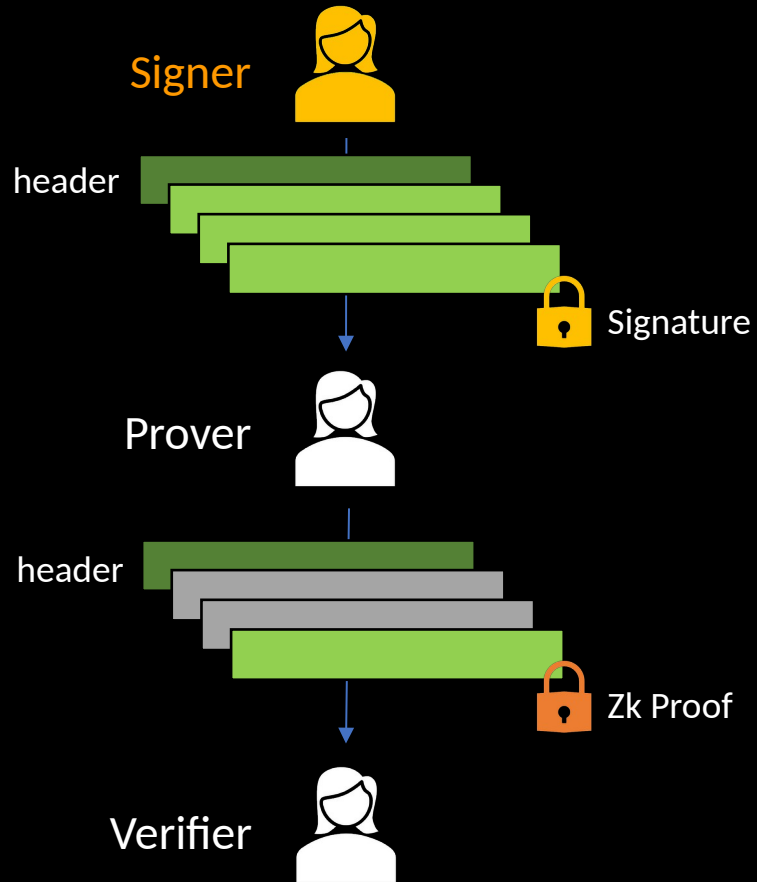 Signer
header
Signature
Prover
header
Zk Proof
Verifier